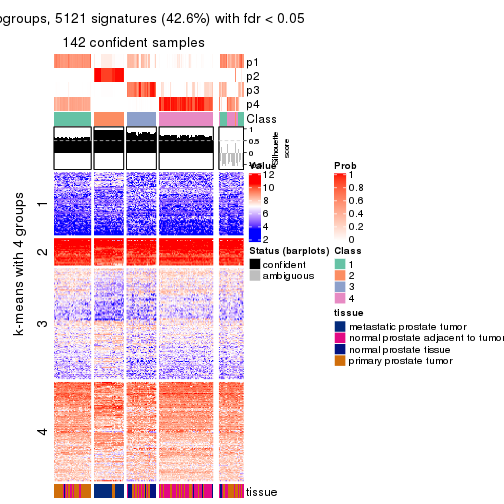 ogroups, 5121 signatures (42.6%) with fdr < 0.05
142 confident samples
p1
p2
p3
p4
Class
1
0.5
0
Silhouette score
k-means with 4 groups
1
2
3
4
tissue
Value
12
10
8
6
4
2
Prob
1
0.8
0.6
0.4
0.2
0
Status (barplots)
confident
ambiguous
Class
1
2
3
4
tissue
metastatic prostate tumor
normal prostate adjacent to tumor
normal prostate tissue
primary prostate tumor